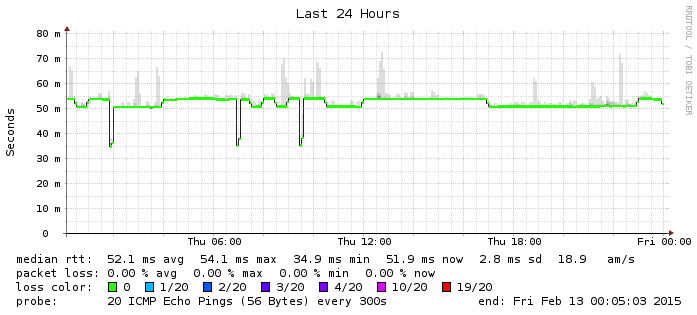 Last 24 Hours
RRDTOOL / TOBI OETIKER
Seconds
80 m
70 m
60 m
50 m
40 m
30 m
20 m
10 m
0
Thu 06:00 Thu 12:00 Thu 18:00 Fri 00:00
median rtt: 52.1 ms avg 54.1 ms max 34.9 ms min 51.9 ms now 2.8 ms sd 18.9 am/s
packet loss: 0.00 % avg 0.00 % max 0.00 % min 0.00 % now
loss color: 0 1/20 2/20 3/20 4/20 10/20 19/20
probe: 20 ICMP Echo Pings (56 Bytes) every 300s end: Fri Feb 13 00:05:03 2015